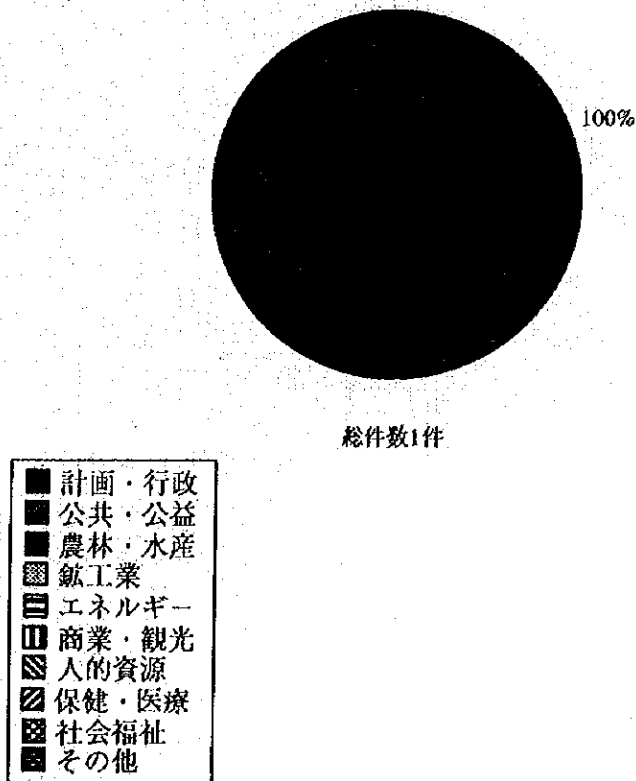 100%
総件数1件
計画・行政
公共・公益
農林・水産
鉱工業
エネルギー
商業・観光
人的資源
保健・医療
社会福祉
その他